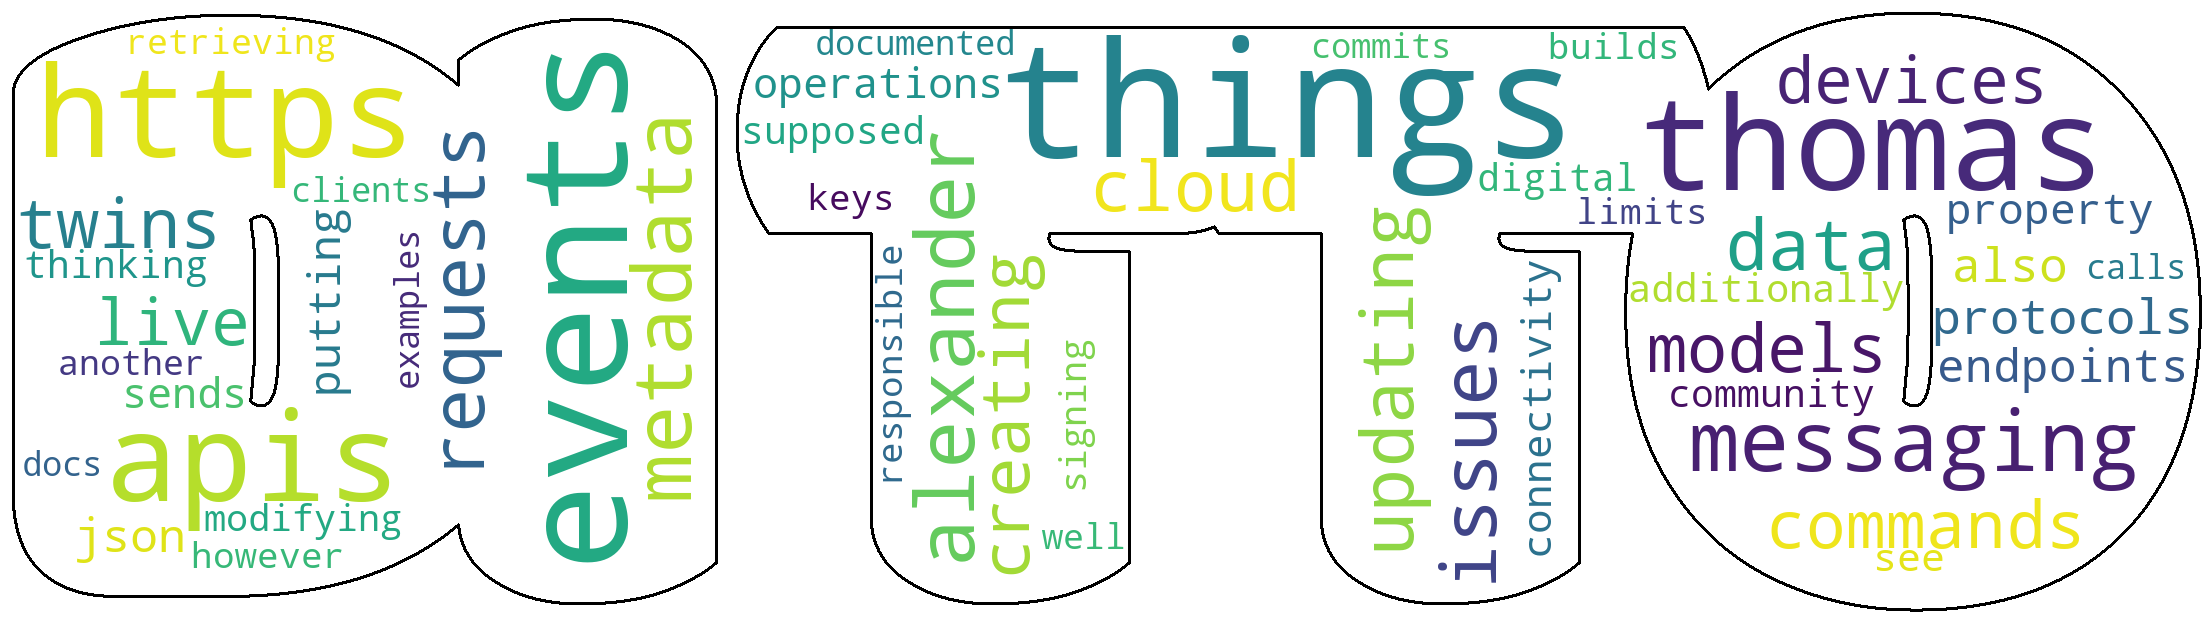 retrieving
https
clients
twins
thinking
putting
examples
live
another
sends
docs
apis
json
modifying
however
requests
events
metadata
documented
operations
supposed
keys
things
cloud
commits
builds
digital
limits
responsible
alexander
creating
signing
well
updating
issues
connectivity
devices
thomas
property
data
also
calls
additionally
protocols
models
endpoints
community
messaging
commands
see